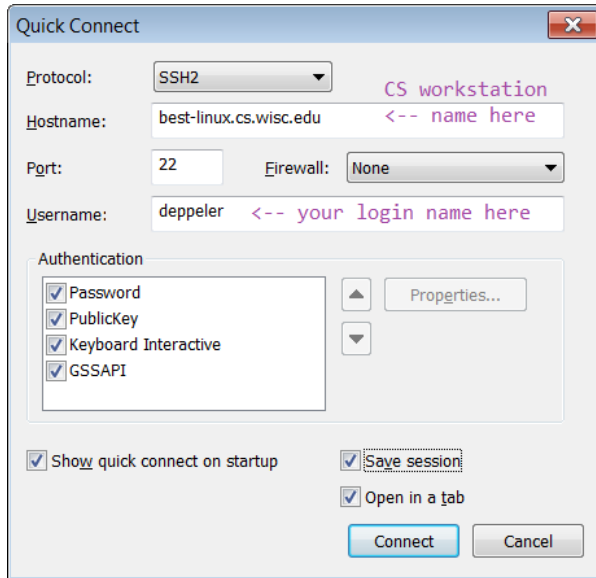 Quick Connect
Protocol: SSH2
CS workstation
Hostname: best-linux.cs.wisc.edu <-- name here
Port: 22 Firewall: None
Username: deppeler <-- your login name here
Authentication
Password
PublicKey
Keyboard Interactive
GSSAPI
Properties...
Show quick connect on startup
Save session
Open in a tab
Connect Cancel